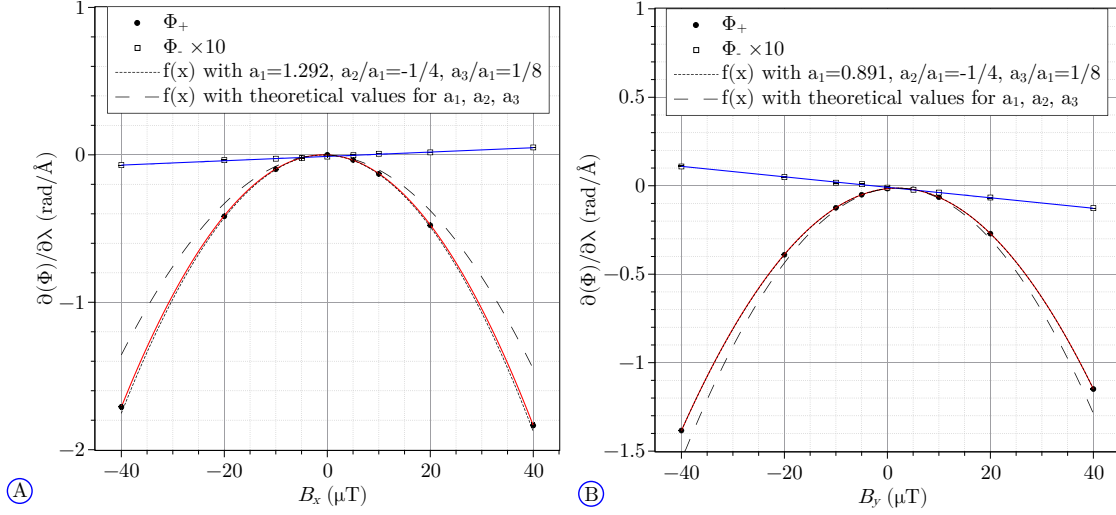 1
0
−1
−2
−40
−20
0
20
40
∂(Φ)/∂λ (rad/Å)
Bₓ (μT)
Φ₊
Φ₋ ×10
f(x) with a₁=1.292, a₂/a₁=-1/4, a₃/a₁=1/8
f(x) with theoretical values for a₁, a₂, a₃
A
1
0.5
0
−0.5
−1
−1.5
−40
−20
0
20
40
∂(Φ)/∂λ (rad/Å)
B_y (μT)
Φ₊
Φ₋ ×10
f(x) with a₁=0.891, a₂/a₁=-1/4, a₃/a₁=1/8
f(x) with theoretical values for a₁, a₂, a₃
B